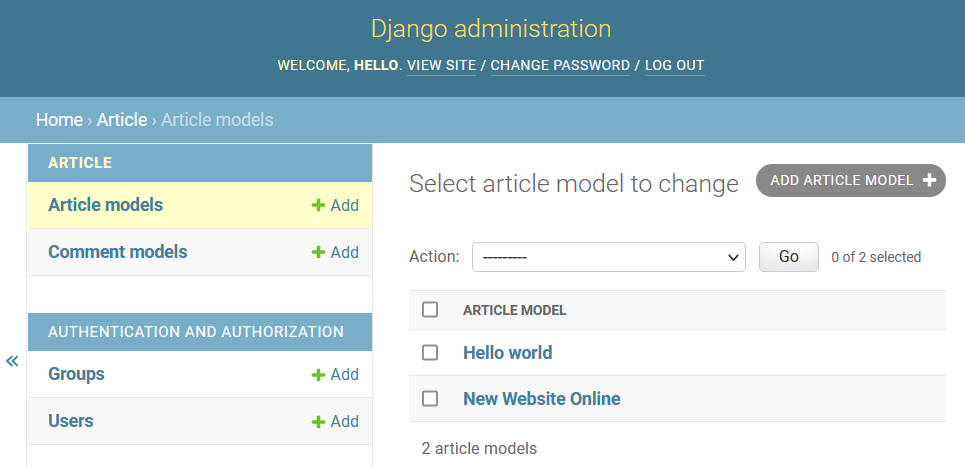 Django administration
WELCOME, HELLO. VIEW SITE / CHANGE PASSWORD / LOG OUT
Home › Article › Article models
ARTICLE
Article models + Add
Comment models + Add
AUTHENTICATION AND AUTHORIZATION
«
Groups + Add
Users + Add
Select article model to change
ADD ARTICLE MODEL +
Action: --------- Go 0 of 2 selected
ARTICLE MODEL
Hello world
New Website Online
2 article models